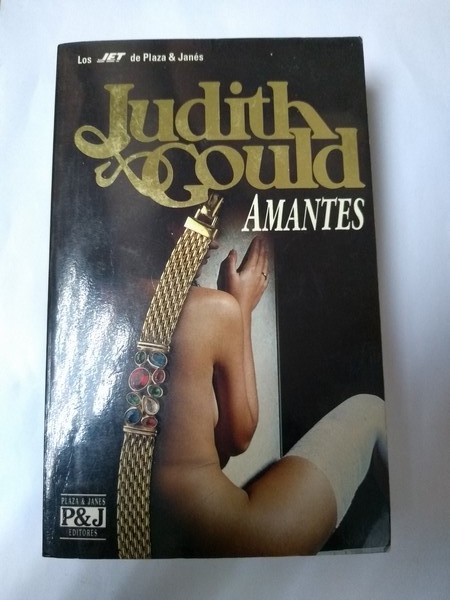 Los JET de Plaza & Janés
Judith
Gould
AMANTES
PLAZA & JANES
P&J
EDITORES